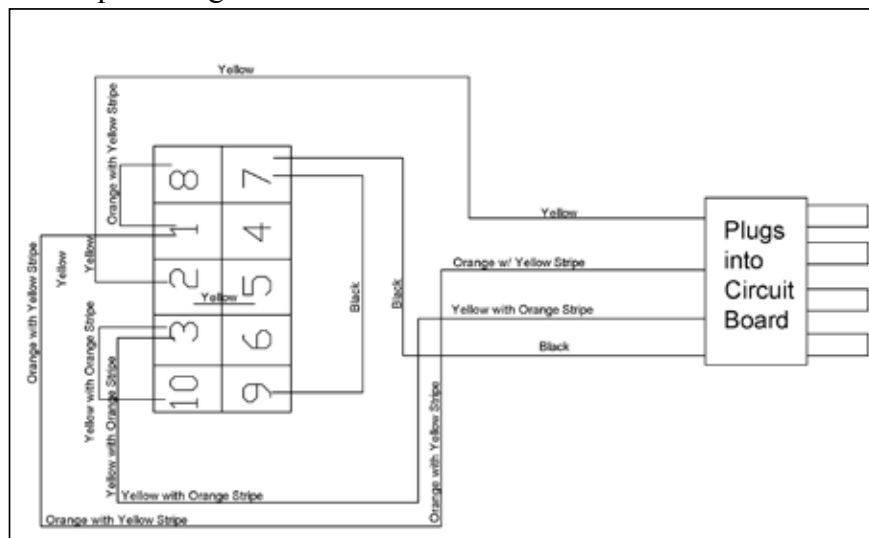 Yellow
Orange with Yellow Stripe
8
7
1
4
Yellow
Orange with Yellow Stripe
Yellow
Yellow
2
5
Yellow
Black
Black
Orange w/ Yellow Stripe
Plugs
into
Circuit
Board
Yellow with Orange Stripe
3
6
Yellow with Orange Stripe
Black
10
9
Yellow with Orange Stripe
Orange with Yellow Stripe
Yellow with Orange Stripe
Orange with Yellow Stripe